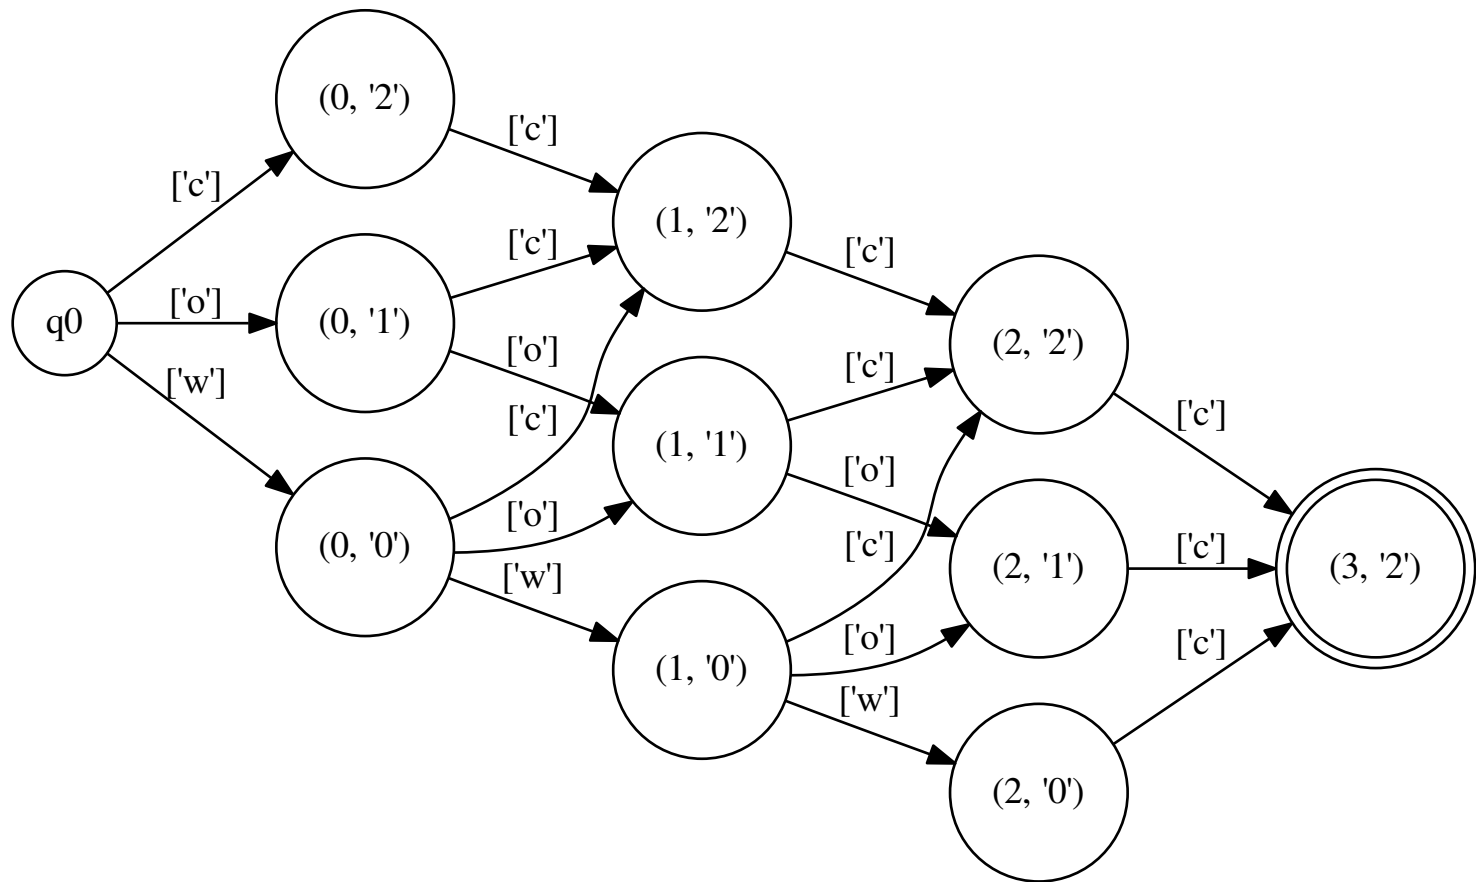 (0, '2')
['c']
['c']
(1, '2')
['c']
['c']
q0
['o']
(0, '1')
['c']
(2, '2')
['o']
['c']
['w']
['c']
['c']
(1, '1')
['o']
(0, '0')
['o']
['c']
(2, '1')
['c']
(3, '2')
['w']
['o']
['c']
(1, '0')
['w']
(2, '0')